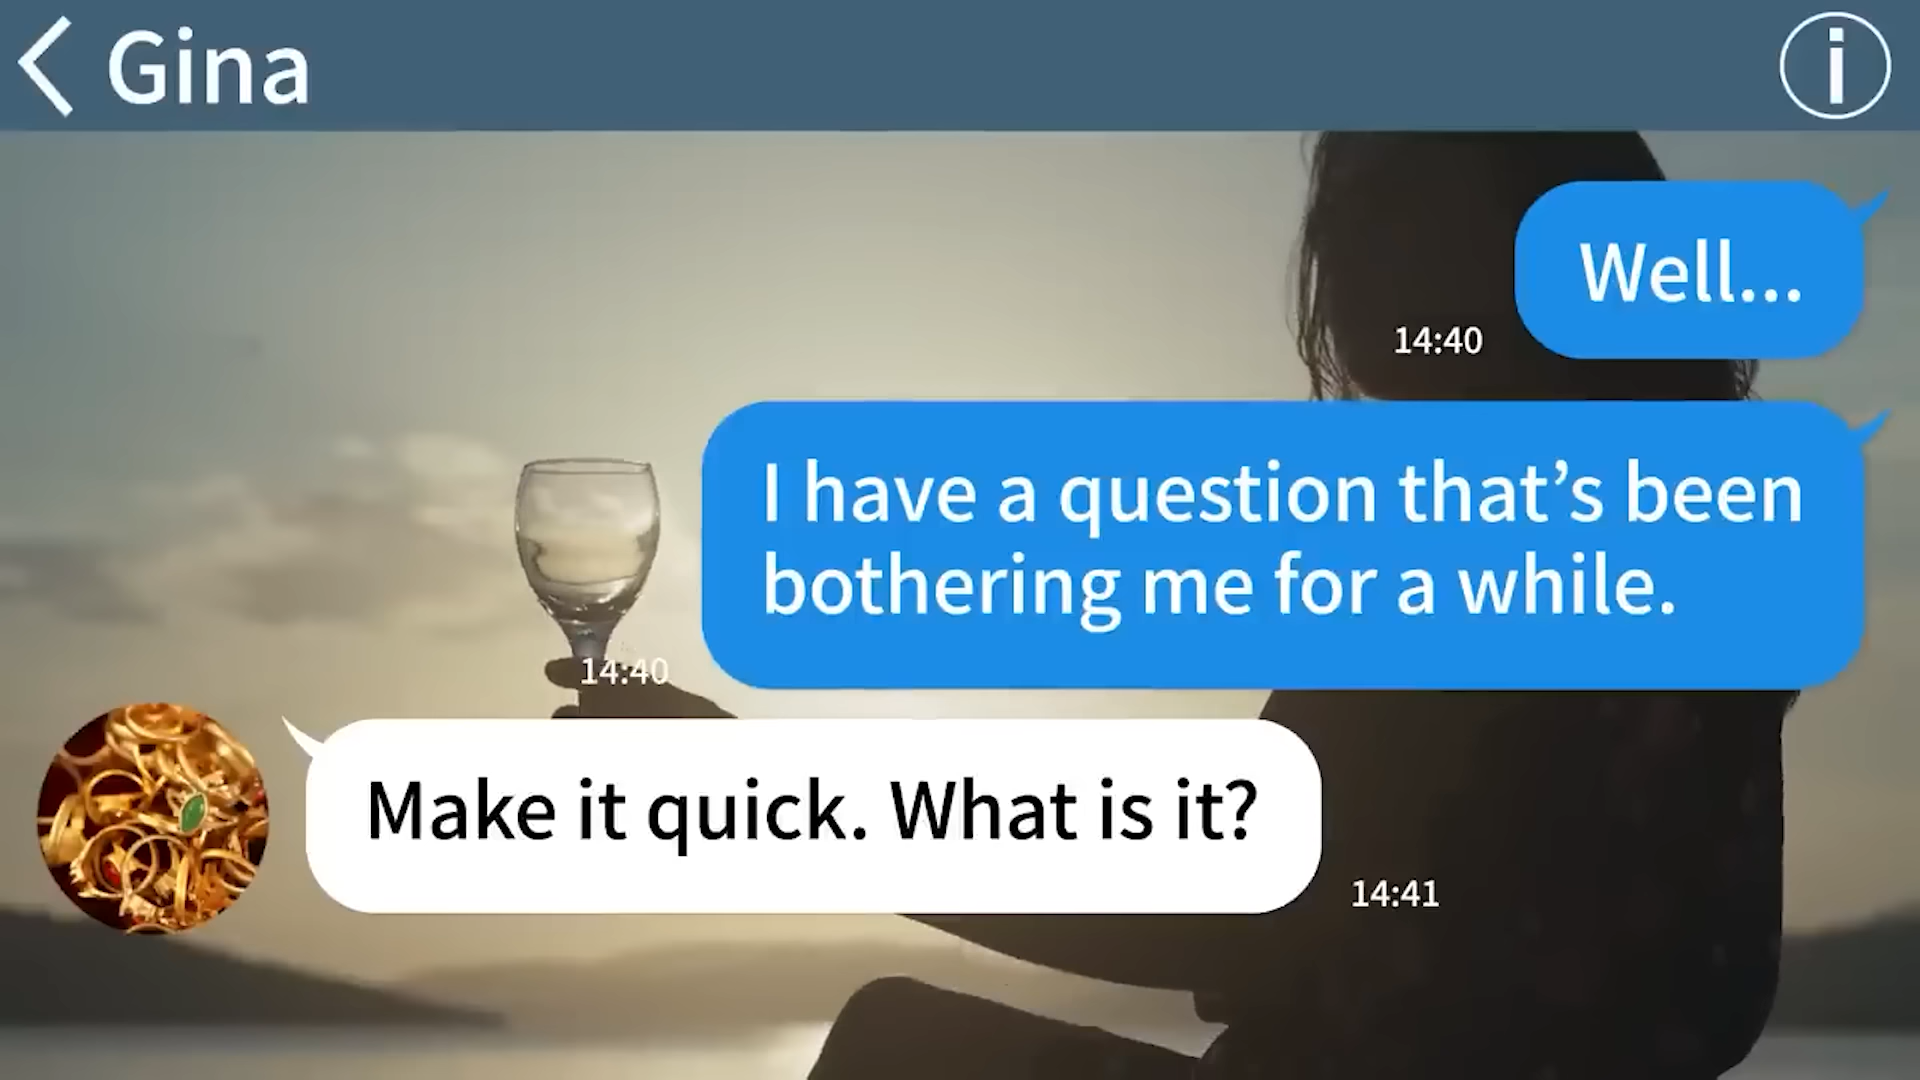 Gina
Well...
14:40
I have a question that’s been
bothering me for a while.
14:40
Make it quick. What is it?
14:41